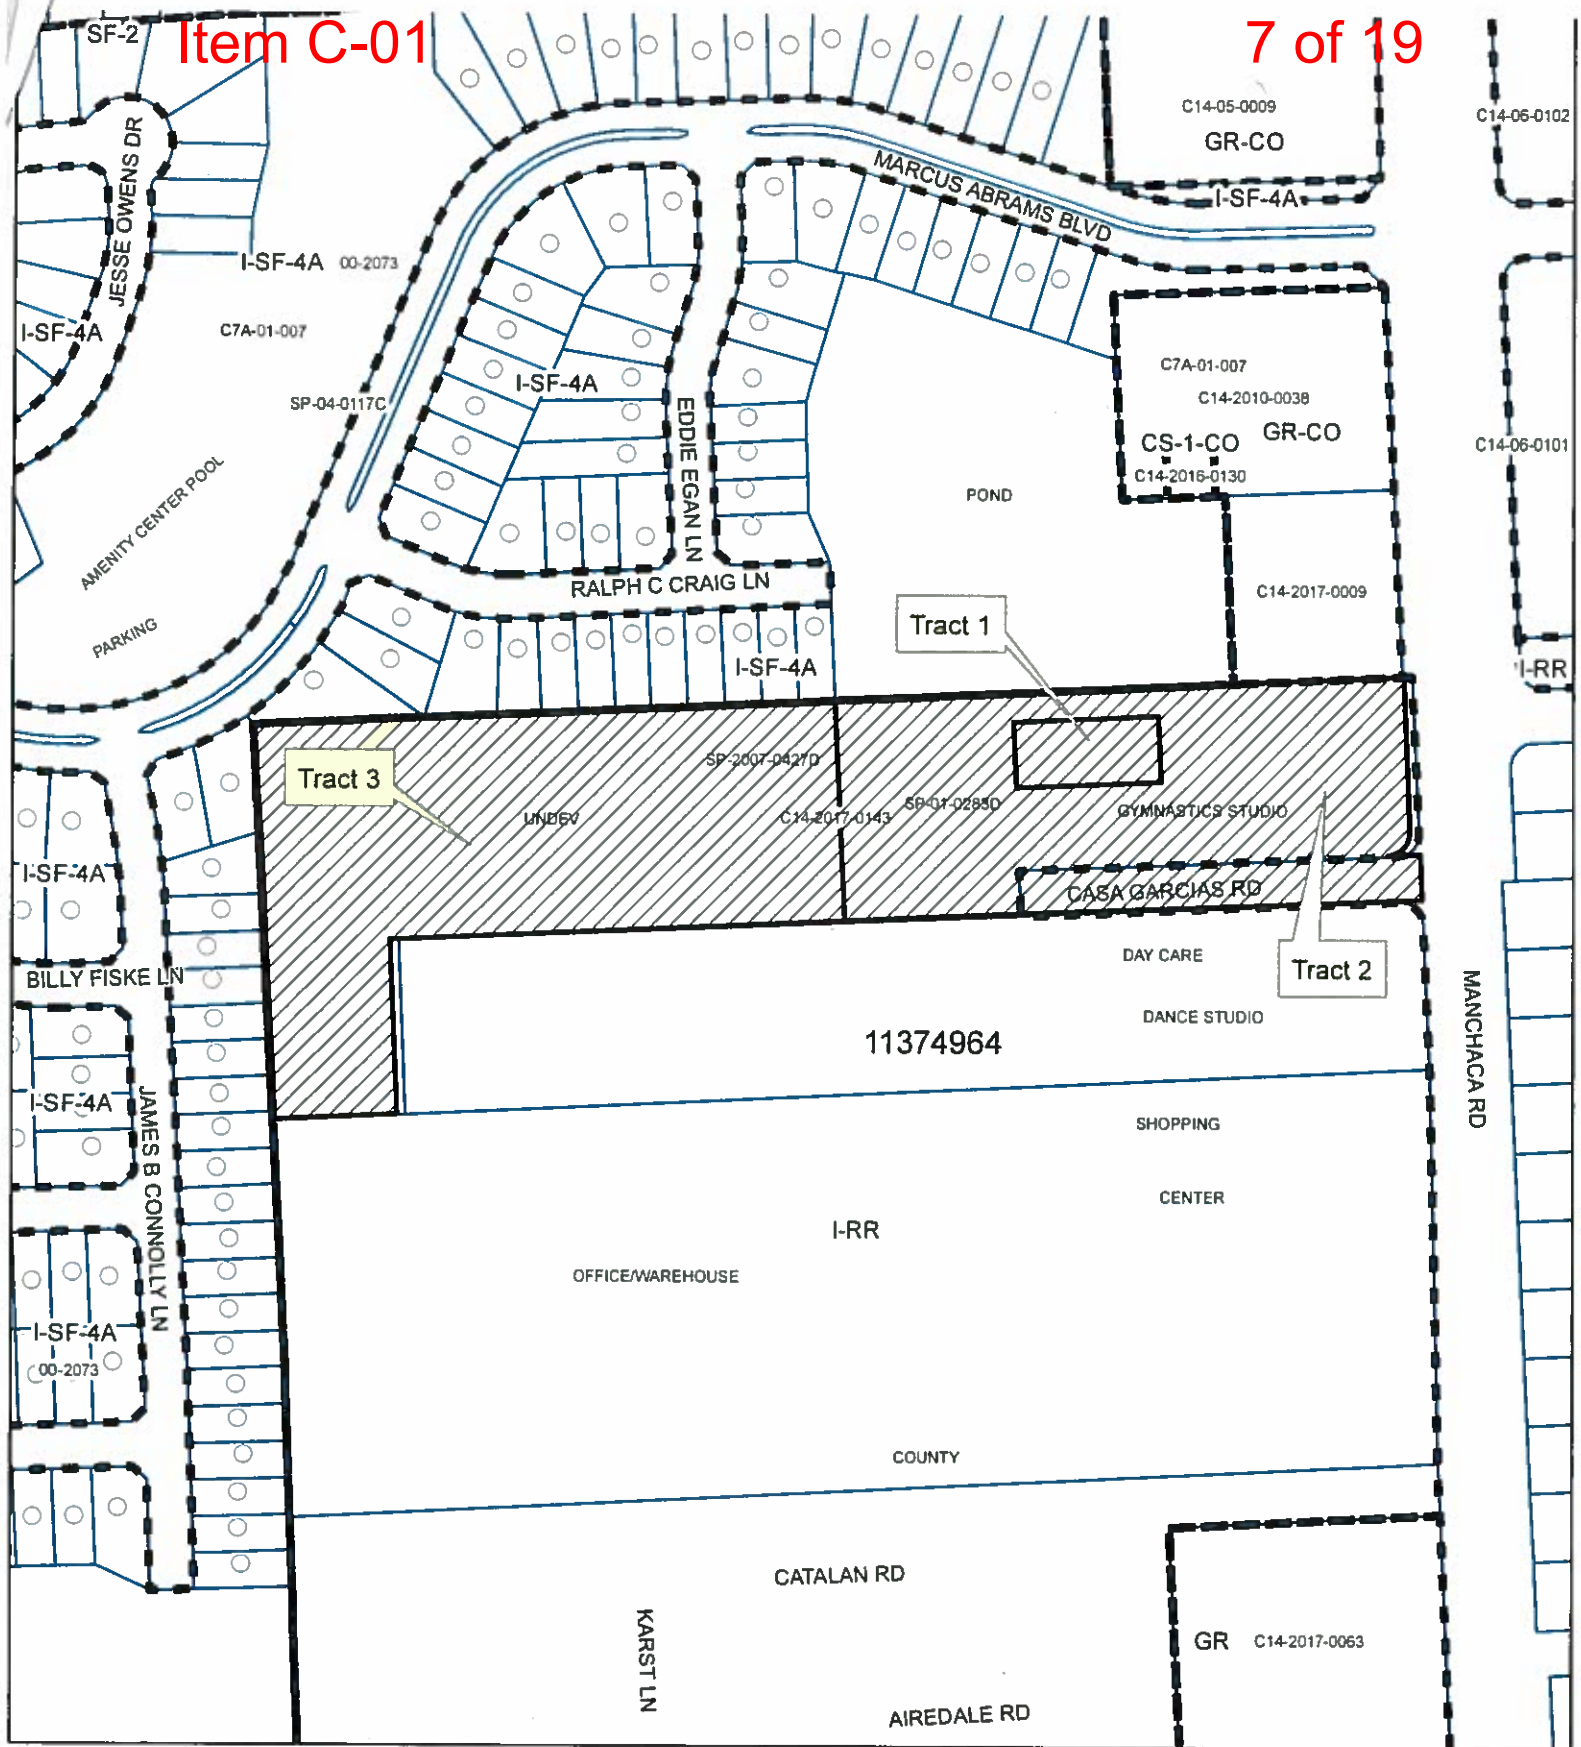 Item C-01
7 of 19
SF-2
C14-05-0009
GR-CO
C14-06-0102
JESSE OWENS DR
MARCUS ABRAMS BLVD
I-SF-4A
I-SF-4A
00-2073
I-SF-4A
C7A-01-007
C7A-01-007
I-SF-4A
C14-2010-0038
SP-04-0117C
EDDIE EGAN LN
CS-1-CO
GR-CO
C14-06-0101
C14-2016-0130
AMENITY CENTER POOL
POND
RALPH C CRAIG LN
C14-2017-0009
PARKING
Tract 1
I-SF-4A
I-RR
SP-2007-0427D
Tract 3
SP-01-0283D
UNDEV
C14-2017-0143
GYMNASTICS STUDIO
I-SF-4A
CASA GARCIAS RD
DAY CARE
Tract 2
BILLY FISKE LN
DANCE STUDIO
MANCHACA RD
11374964
I-SF-4A
JAMES B CONNOLLY LN
SHOPPING
CENTER
I-RR
OFFICE/WAREHOUSE
I-SF-4A
00-2073
COUNTY
CATALAN RD
KARST LN
GR
C14-2017-0063
AIREDALE RD